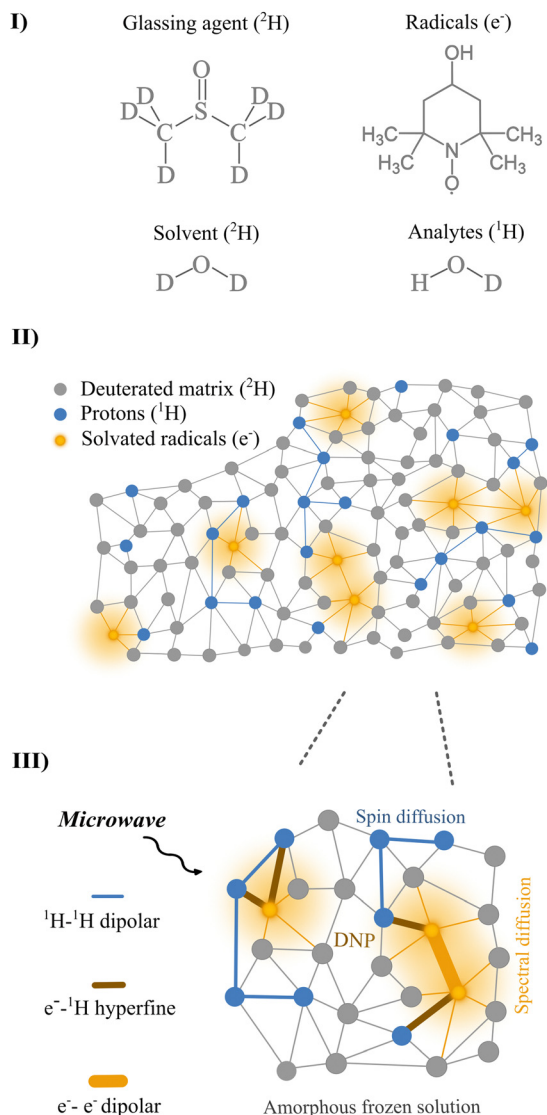 I)
Glassing agent (²H)
Radicals (e⁻)
O
S
D
D
C
C
D
D
D
D
OH
H₃C
CH₃
H₃C
N
CH₃
O
·
Solvent (²H)
Analytes (¹H)
D
O
D
H
O
D
II)
Deuterated matrix (²H)
Protons (¹H)
Solvated radicals (e⁻)
III)
Microwave
Spin diffusion
¹H-¹H dipolar
DNP
Spectral diffusion
e⁻-¹H hyperfine
e⁻- e⁻ dipolar
Amorphous frozen solution